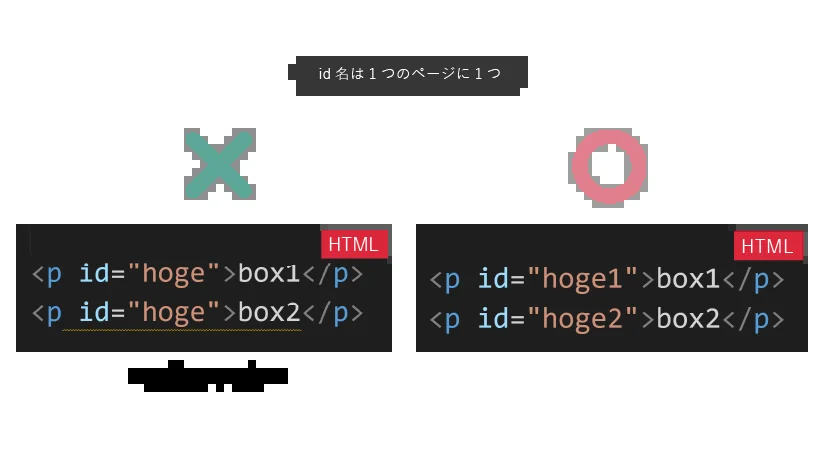 id 名は 1 つのページに 1 つ
HTML
<p id="hoge">box1</p>
<p id="hoge">box2</p>
HTML
<p id="hoge1">box1</p>
<p id="hoge2">box2</p>